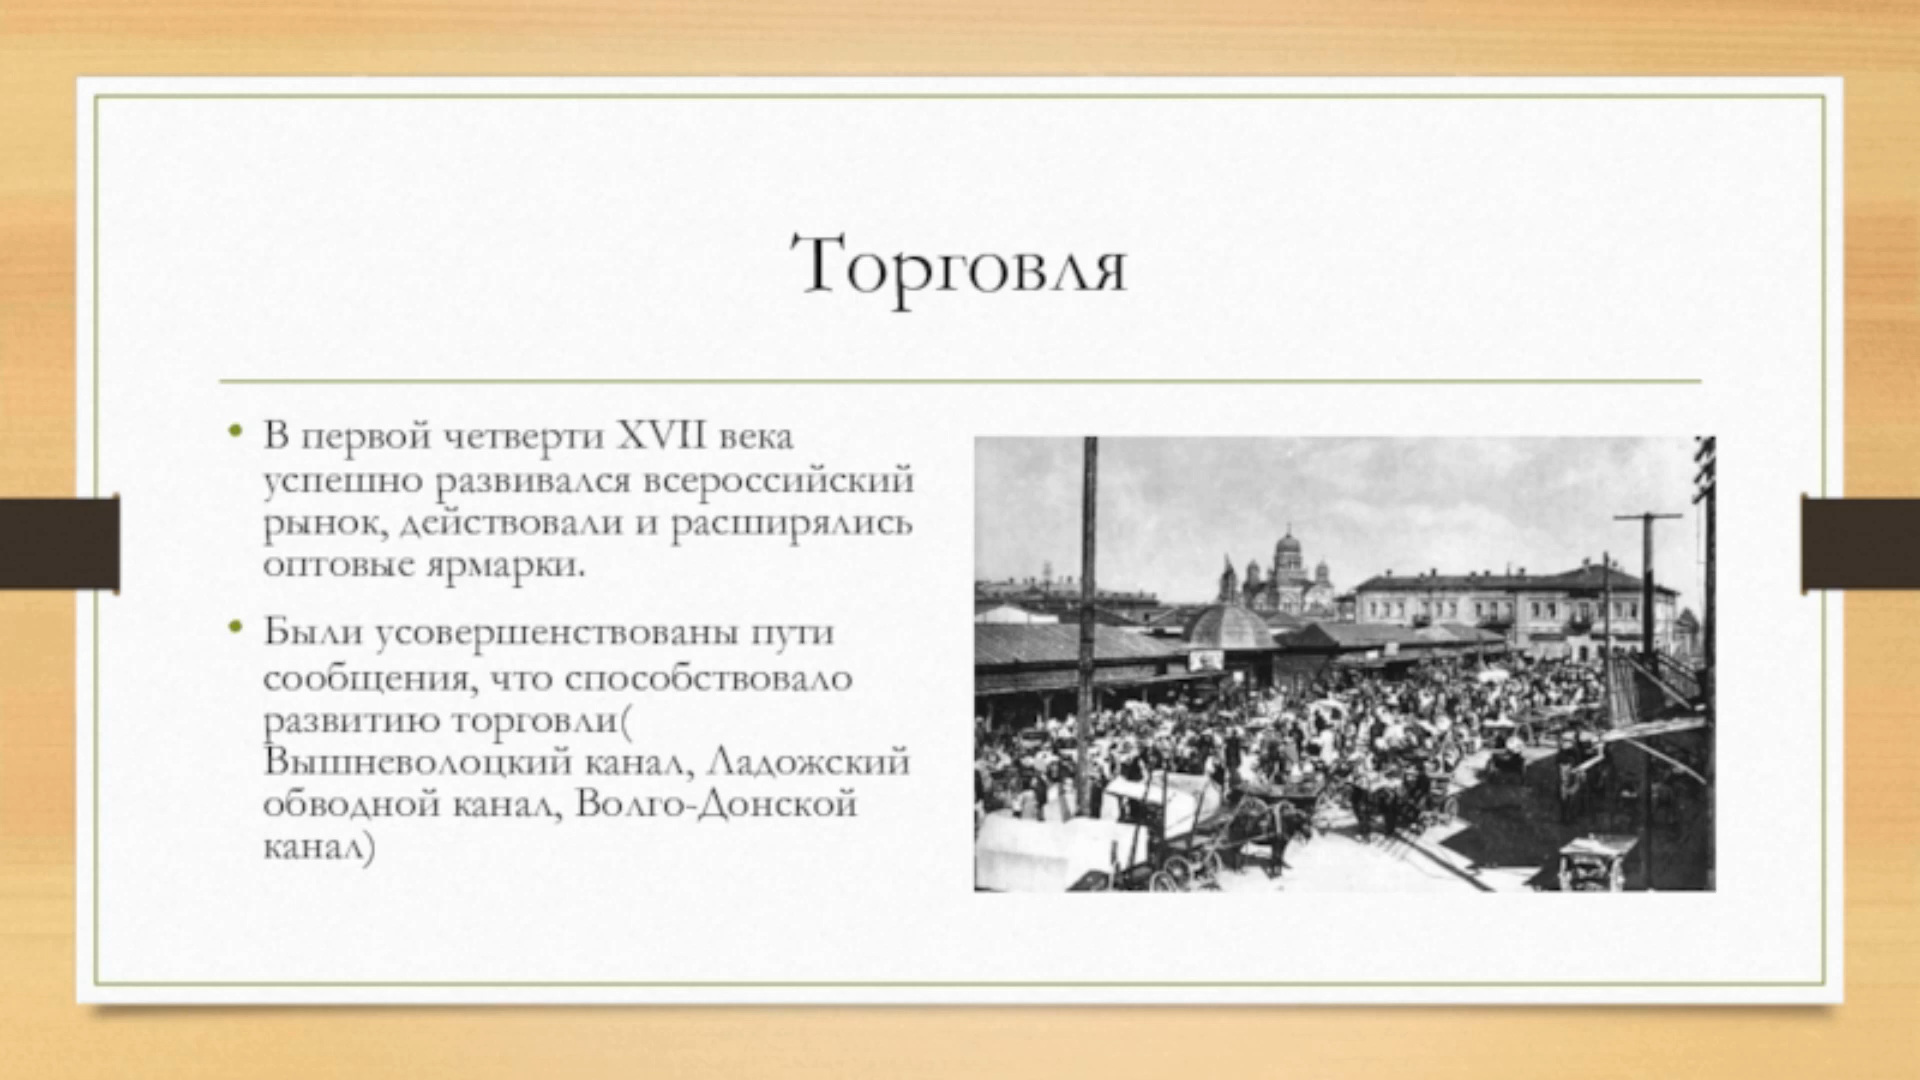 Торговля
• В первой четверти XVII века
успешно развивался всероссийский
рынок, действовали и расширялись
оптовые ярмарки.
• Были усовершенствованы пути
сообщения, что способствовало
развитию торговли(
Вышневолоцкий канал, Ладожский
обводной канал, Волго-Донской
канал)